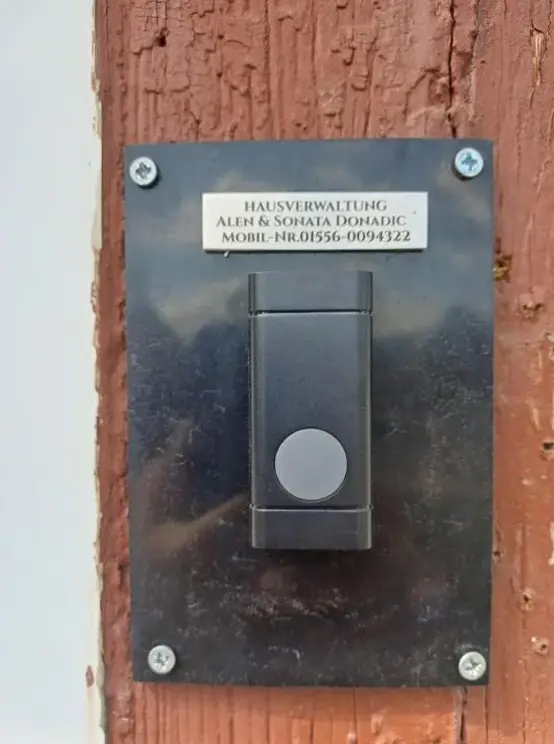 HAUSVERWALTUNG
ALEN & SONATA DONADIC
MOBIL-NR.01556-0094322